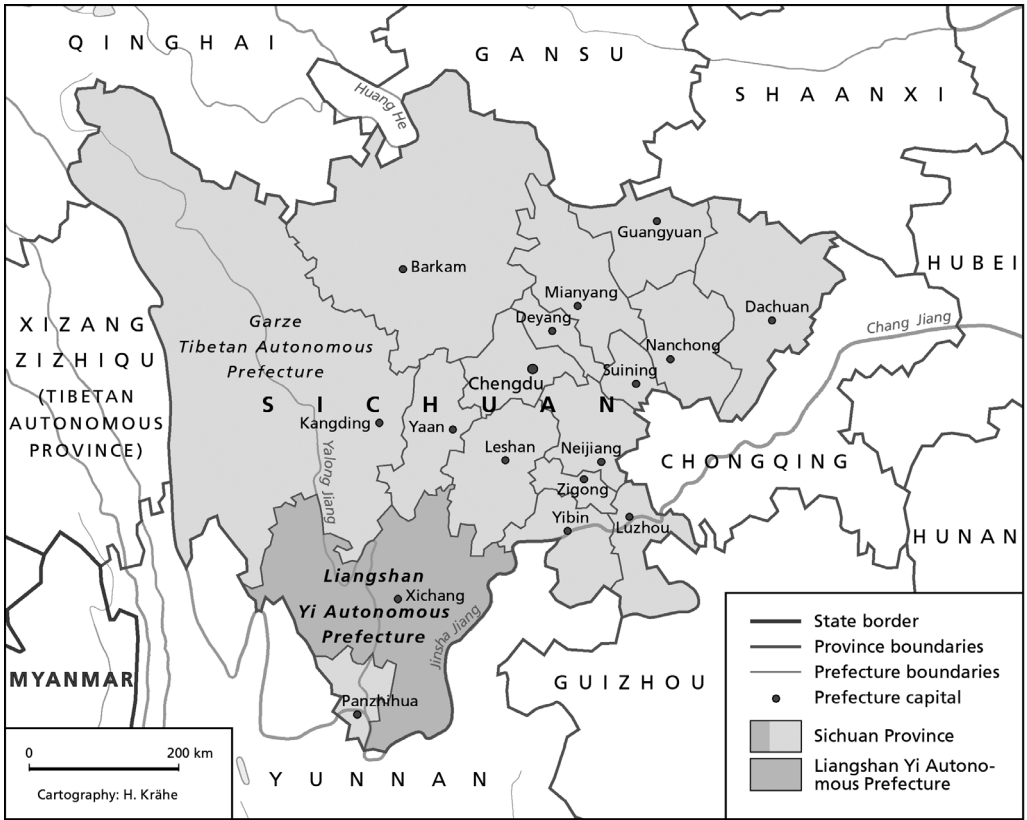 QINGHAI
GANSU
SHAANXI
Huang He
Guangyuan
HUBEI
Barkam
Mianyang
Dachuan
Deyang
Chang Jiang
XIZANG
ZIZHIQU
(TIBETAN
AUTONOMOUS
PROVINCE)
Garze
Tibetan Autonomous
Prefecture
Nanchong
Suining
Chengdu
SICHUAN
Kangding
Yaan
Leshan
Neijiang
CHONGQING
Yalong Jiang
Zigong
Yibin
Luzhou
HUNAN
Liangshan
Yi Autonomous
Prefecture
Xichang
Jinsha Jiang
MYANMAR
GUIZHOU
Panzhihua
YUNNAN
0 200 km
Cartography: H. Krähe
State border
Province boundaries
Prefecture boundaries
Prefecture capital
Sichuan Province
Liangshan Yi Autono-
mous Prefecture